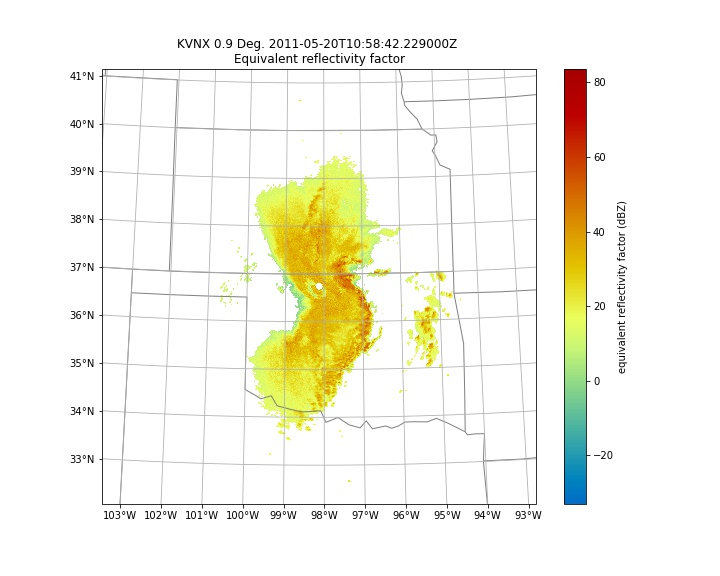 KVNX 0.9 Deg. 2011-05-20T10:58:42.229000Z
Equivalent reflectivity factor
41°N
40°N
39°N
38°N
37°N
36°N
35°N
34°N
33°N
103°W 102°W 101°W 100°W 99°W 98°W 97°W 96°W 95°W 94°W 93°W
80
60
40
20
0
−20
equivalent reflectivity factor (dBZ)